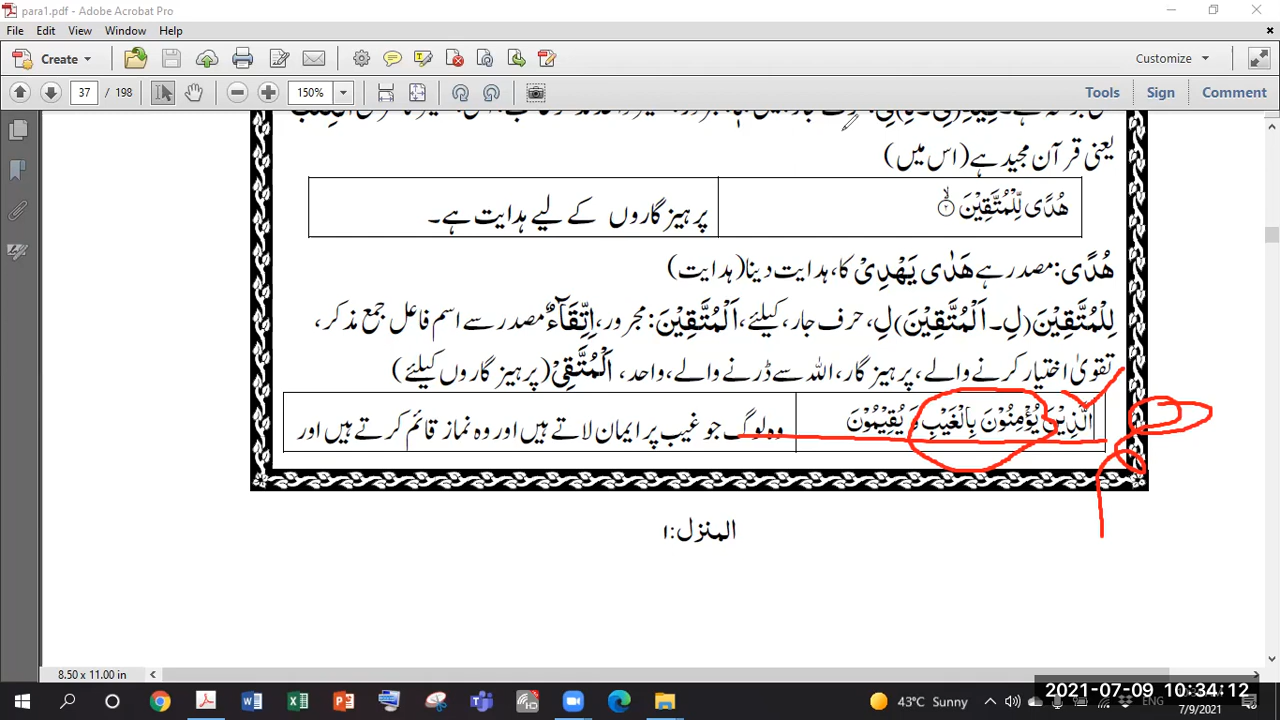 para1.pdf - Adobe Acrobat Pro
File Edit View Window Help
Create Customize
37 / 198 150% Tools Sign Comment
یعنی قرآن مجید ہے (اس میں)
هُدًى لِّلْمُتَّقِيْنَ ۙ﴿۲﴾ پرہیز گاروں کے لیے ہدایت ہے۔
هُدًى: مصدر ہے هَدٰى يَهْدِيْ کا، ہدایت دینا (ہدایت)
لِلْمُتَّقِيْنَ (لِ۔اَلْمُتَّقِيْنَ) لِ، حرف جار، کیلئے، اَلْمُتَّقِيْنَ: مجرور، اِتِّقَآءٌ مصدر سے اسم فاعل جمع مذکر،
تقویٰ اختیار کرنے والے، پرہیز گار، اللہ سے ڈرنے والے، واحد، اَلْمُتَّقِيْ (پرہیز گاروں کیلئے)
الَّذِيْنَ يُؤْمِنُوْنَ بِالْغَيْبِ وَ يُقِيْمُوْنَ وہ لوگ جو غیب پر ایمان لاتے ہیں اور وہ نماز قائم کرتے ہیں اور
المنزل:۱
8.50 x 11.00 in
43°C Sunny ENG 2021-07-09 10:34:12
7/9/2021